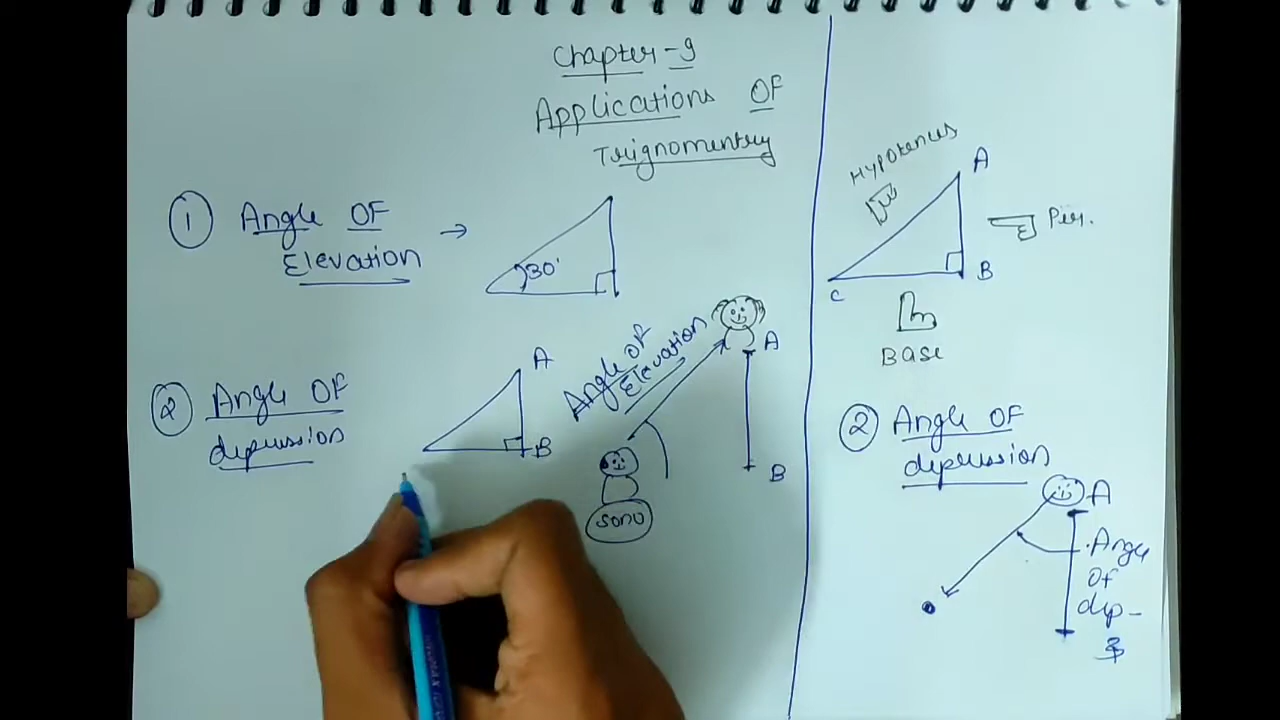 Chapter-9
Applications OF
Trignomentry
① Angle OF
Elevation →
30'
② Angle OF
depression
A
B
Angle of
Elevation
A
B
SONU
Hypotenus
A
Per.
B
C
Base
② Angle OF
depression
A
Angle
Of
dep-